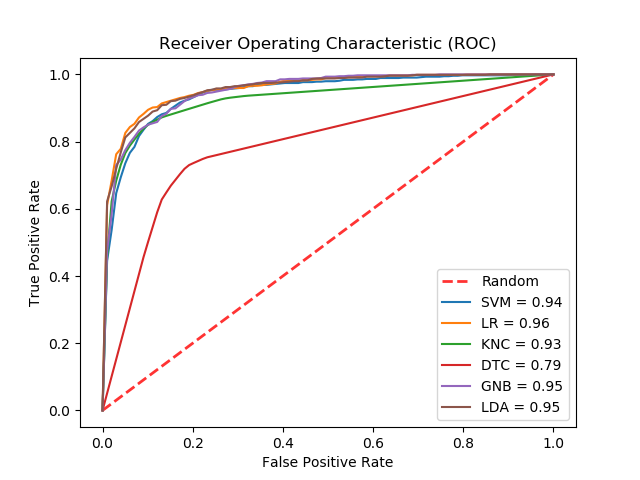 Receiver Operating Characteristic (ROC)
True Positive Rate
1.0
0.8
0.6
0.4
0.2
0.0
Random
SVM = 0.94
LR = 0.96
KNC = 0.93
DTC = 0.79
GNB = 0.95
LDA = 0.95
0.0 0.2 0.4 0.6 0.8 1.0
False Positive Rate